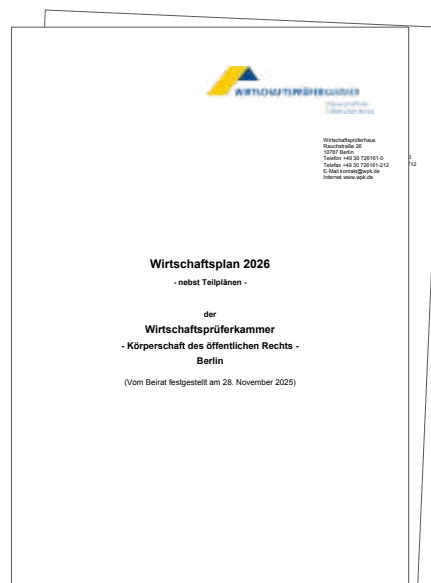 WIRTSCHAFTSPRÜFERKAMMER
Wirtschaftsprüferhaus
Rauchstraße 26
10787 Berlin
Telefon +49 30 726161-0
Telefax +49 30 726161-212
E-Mail kontakt@wpk.de
Internet www.wpk.de
Wirtschaftsplan 2026
- nebst Teilplänen -
der
Wirtschaftsprüferkammer
- Körperschaft des öffentlichen Rechts -
Berlin
(Vom Beirat festgestellt am 28. November 2025)